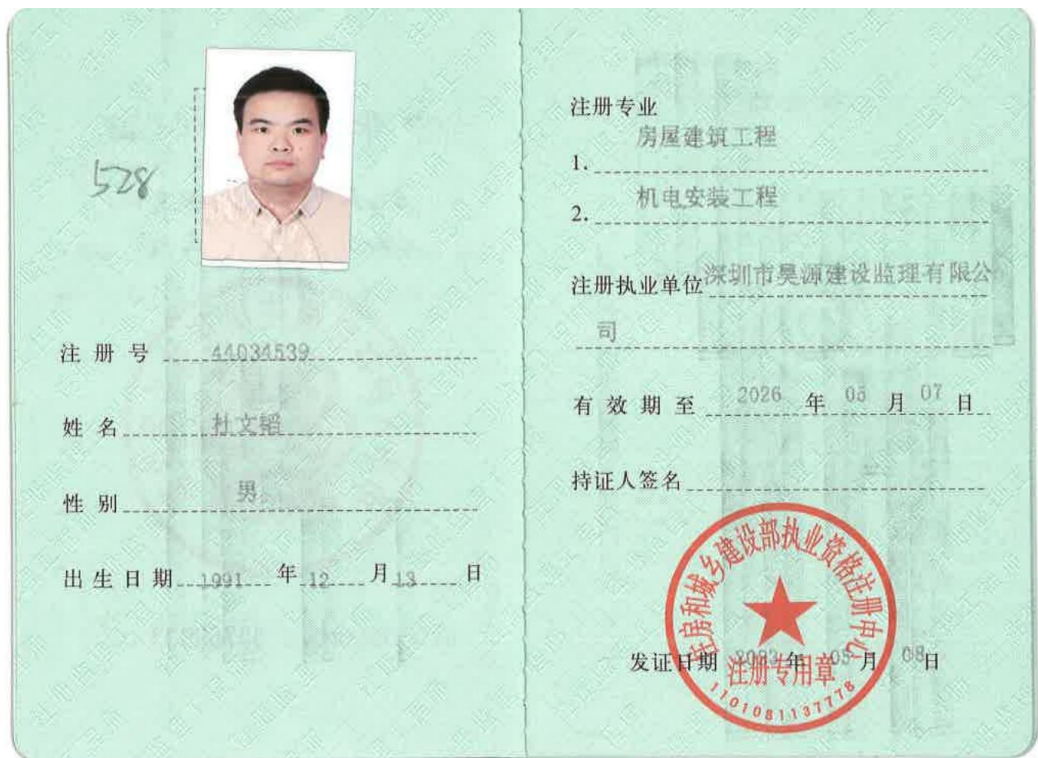 528
注册号 44034539
姓名 杜文韬
性别 男
出生日期 1991 年 12 月 13 日
注册专业
1. 房屋建筑工程
2. 机电安装工程
注册执业单位 深圳市昊源建设监理有限公
司
有效期至 2026 年 05 月 07 日
持证人签名
住房和城乡建设部执业资格注册中心
发证日期 2023 年 05 月 08 日
注册专用章
1101081137778